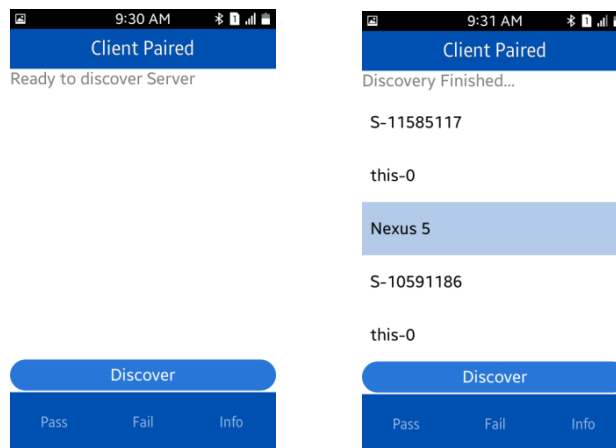 9:30 AM
Client Paired
Ready to discover Server
Discover
Pass Fail Info
9:31 AM
Client Paired
Discovery Finished...
S-11585117
this-0
Nexus 5
S-10591186
this-0
Discover
Pass Fail Info